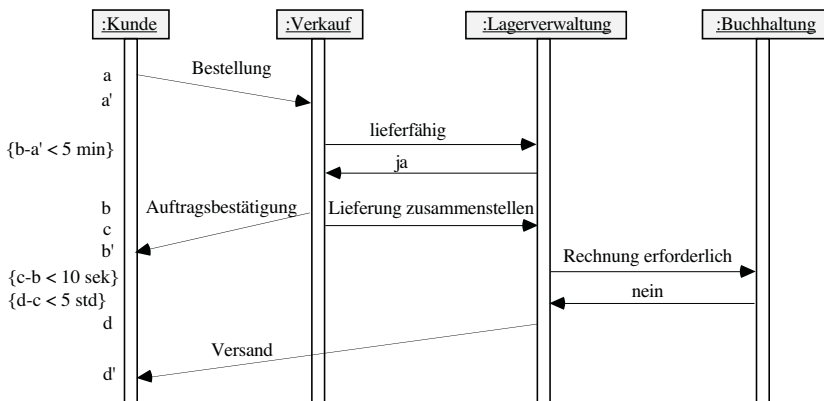 :Kunde :Verkauf :Lagerverwaltung :Buchhaltung
Bestellung
a
a'
lieferfähig
{b-a' < 5 min}
ja
b Auftragsbestätigung Lieferung zusammenstellen
c
b'
Rechnung erforderlich
{c-b < 10 sek}
nein
{d-c < 5 std}
d
Versand
d'